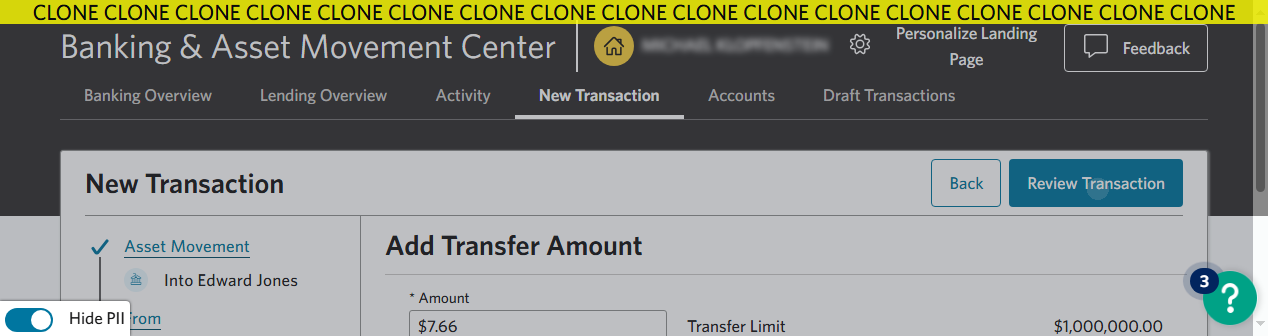 CLONE CLONE CLONE CLONE CLONE CLONE CLONE CLONE CLONE CLONE CLONE CLONE CLONE CLONE CLONE CLONE CLONE
Banking & Asset Movement Center
Personalize Landing
Page
Feedback
Banking Overview Lending Overview Activity New Transaction Accounts Draft Transactions
New Transaction
Back Review Transaction
Asset Movement
Add Transfer Amount
Into Edward Jones
3
?
* Amount
Hide PII
From
$7.66 Transfer Limit $1,000,000.00